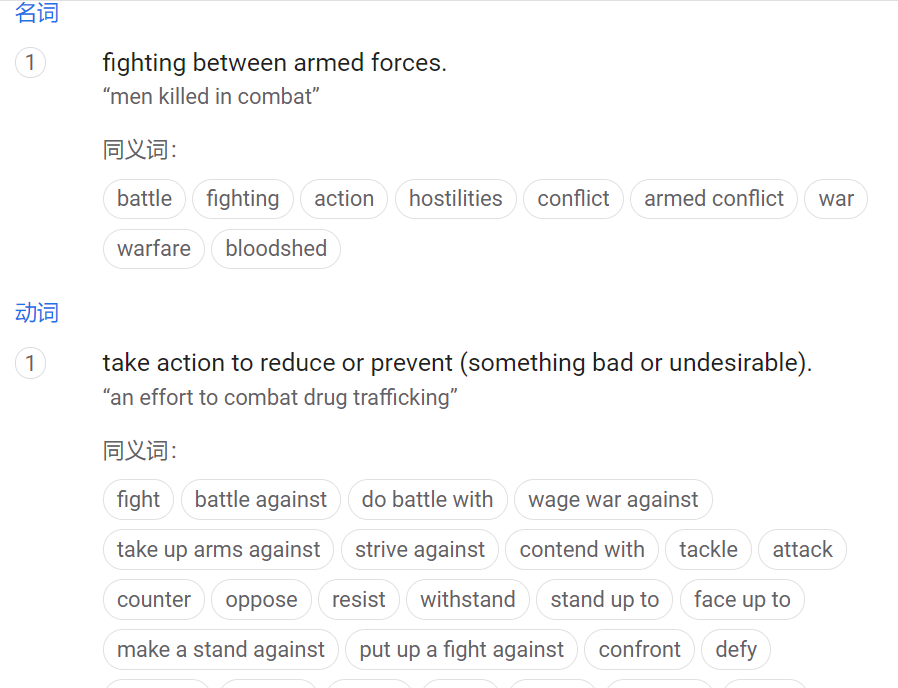 名词
1 fighting between armed forces.
“men killed in combat”
同义词：
battle fighting action hostilities conflict armed conflict war
warfare bloodshed
动词
1 take action to reduce or prevent (something bad or undesirable).
“an effort to combat drug trafficking”
同义词：
fight battle against do battle with wage war against
take up arms against strive against contend with tackle attack
counter oppose resist withstand stand up to face up to
make a stand against put up a fight against confront defy